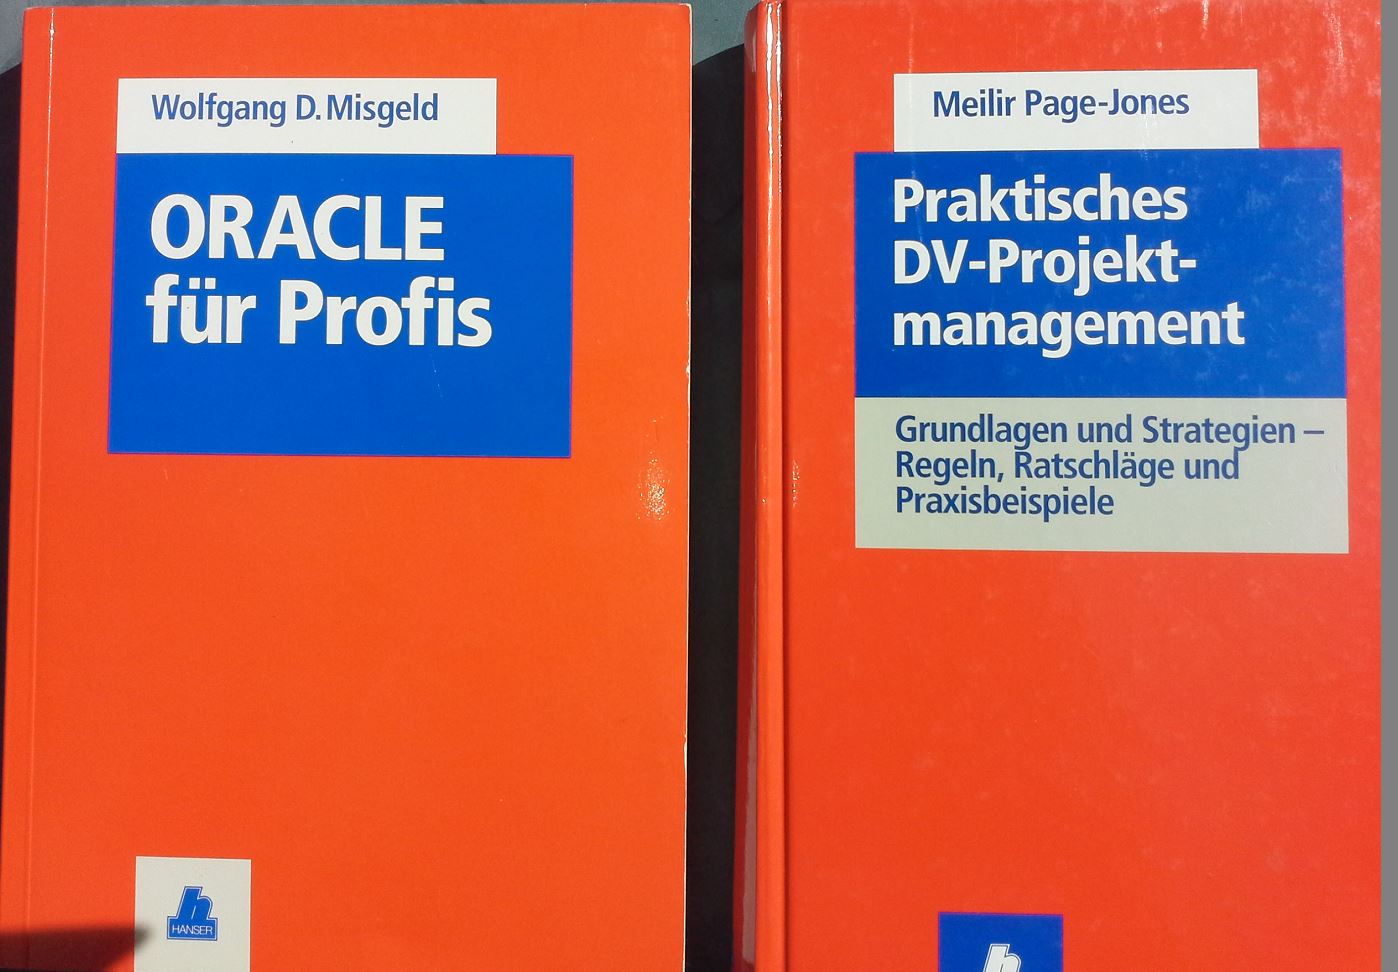 Wolfgang D. Misgeld
ORACLE
für Profis
h
HANSER
Meilir Page-Jones
Praktisches
DV-Projekt-
management
Grundlagen und Strategien –
Regeln, Ratschläge und
Praxisbeispiele
h